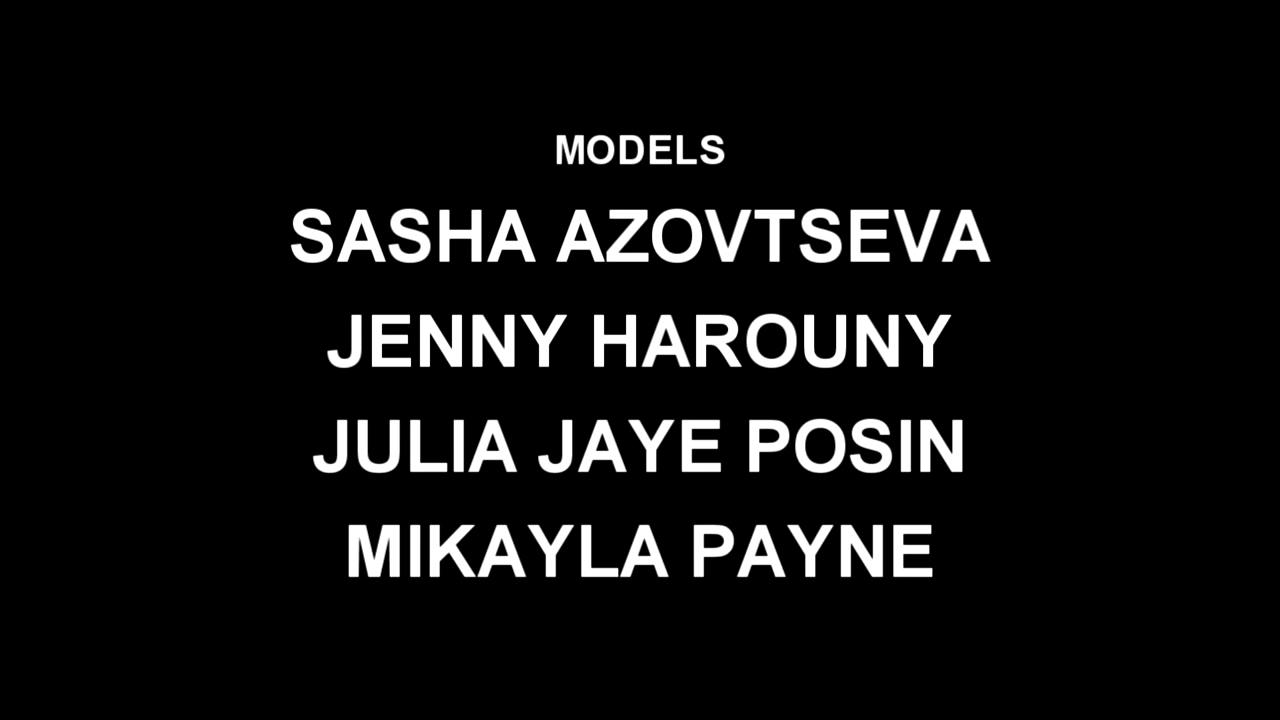 MODELS
SASHA AZOVTSEVA
JENNY HAROUNY
JULIA JAYE POSIN
MIKAYLA PAYNE